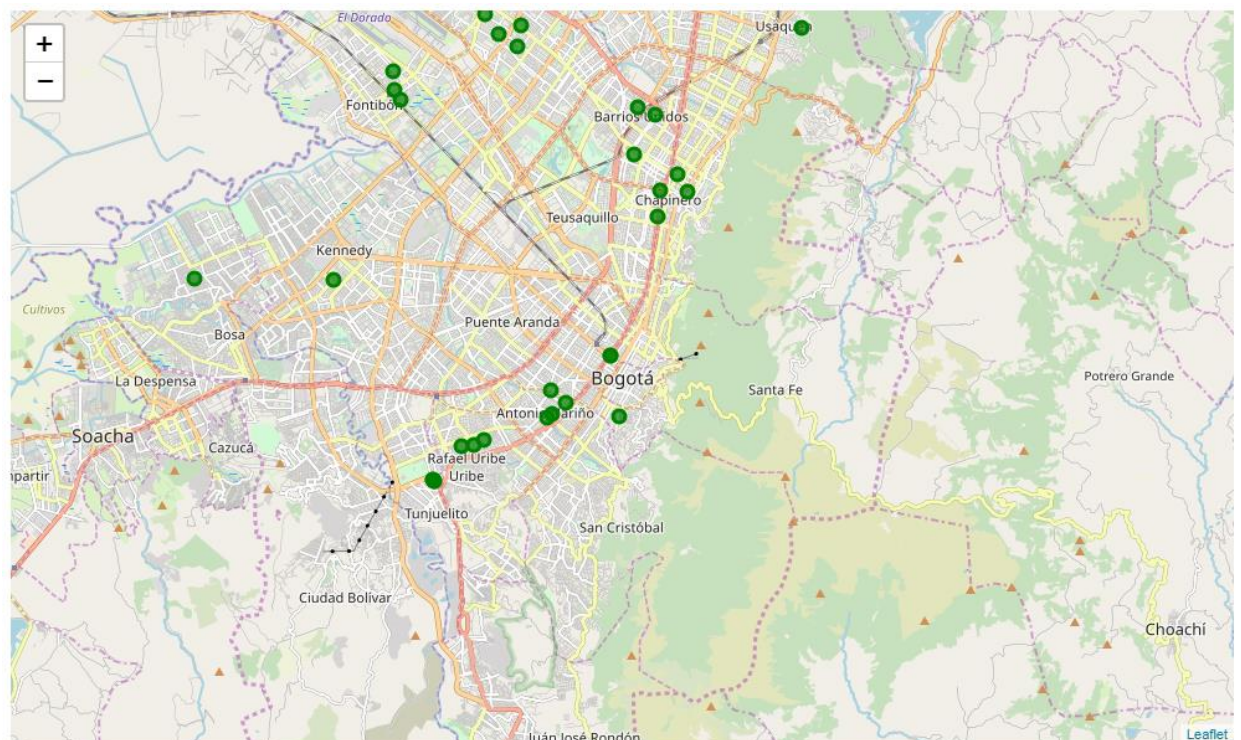 +
−
El Dorado
Usaquén
Fontibón
Barrios Unidos
Chapinero
Teusaquillo
Kennedy
Cultivos
Bosa
Puente Aranda
La Despensa
Bogotá
Santa Fe
Potrero Grande
Antonio Nariño
Soacha
Cazucá
Rafael Uribe
Uribe
mpartir
Tunjuelito
San Cristóbal
Ciudad Bolívar
Choachí
Juan José Rondón
Leaflet